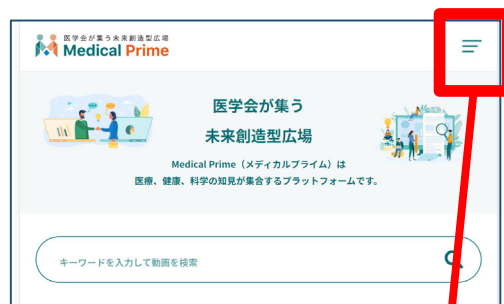 医学会が集う未来創造型広場
Medical Prime
医学会が集う
未来創造型広場
Medical Prime（メディカルプライム）は
医療、健康、科学の知見が集合するプラットフォームです。
キーワードを入力して動画を検索